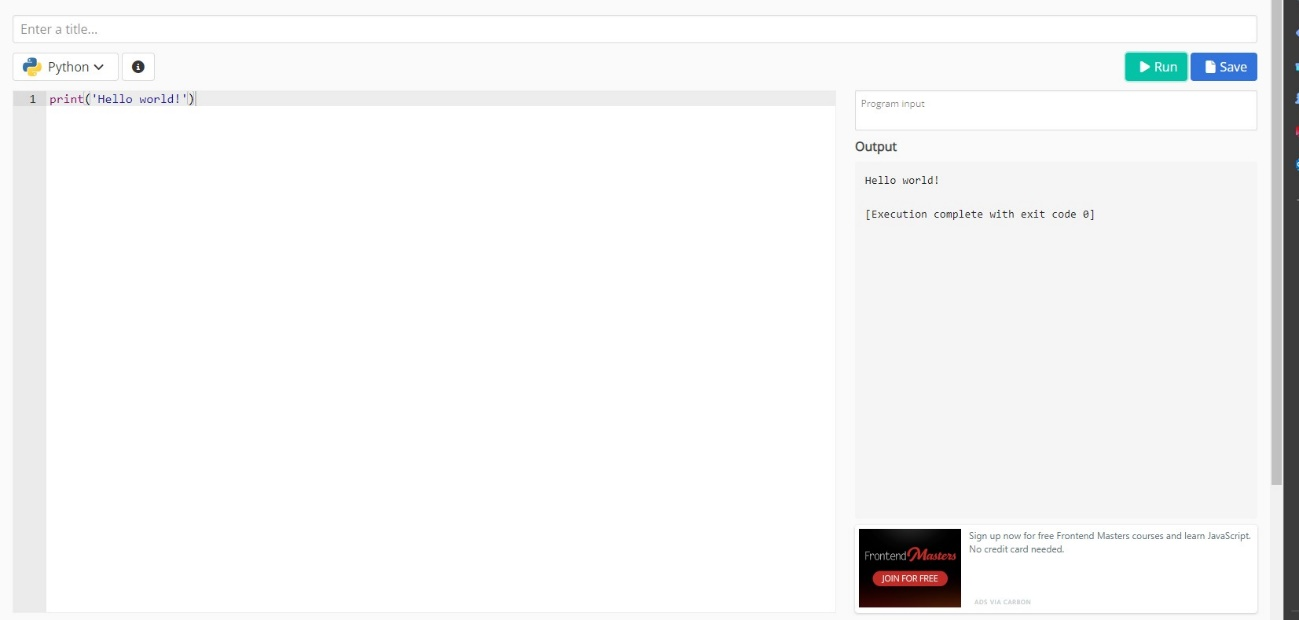 Enter a title...
Python
Run
Save
1 print('Hello world!')
Program input
Output
Hello world!
[Execution complete with exit code 0]
Frontend Masters
JOIN FOR FREE
Sign up now for free Frontend Masters courses and learn JavaScript.
No credit card needed.
ADS VIA CARBON